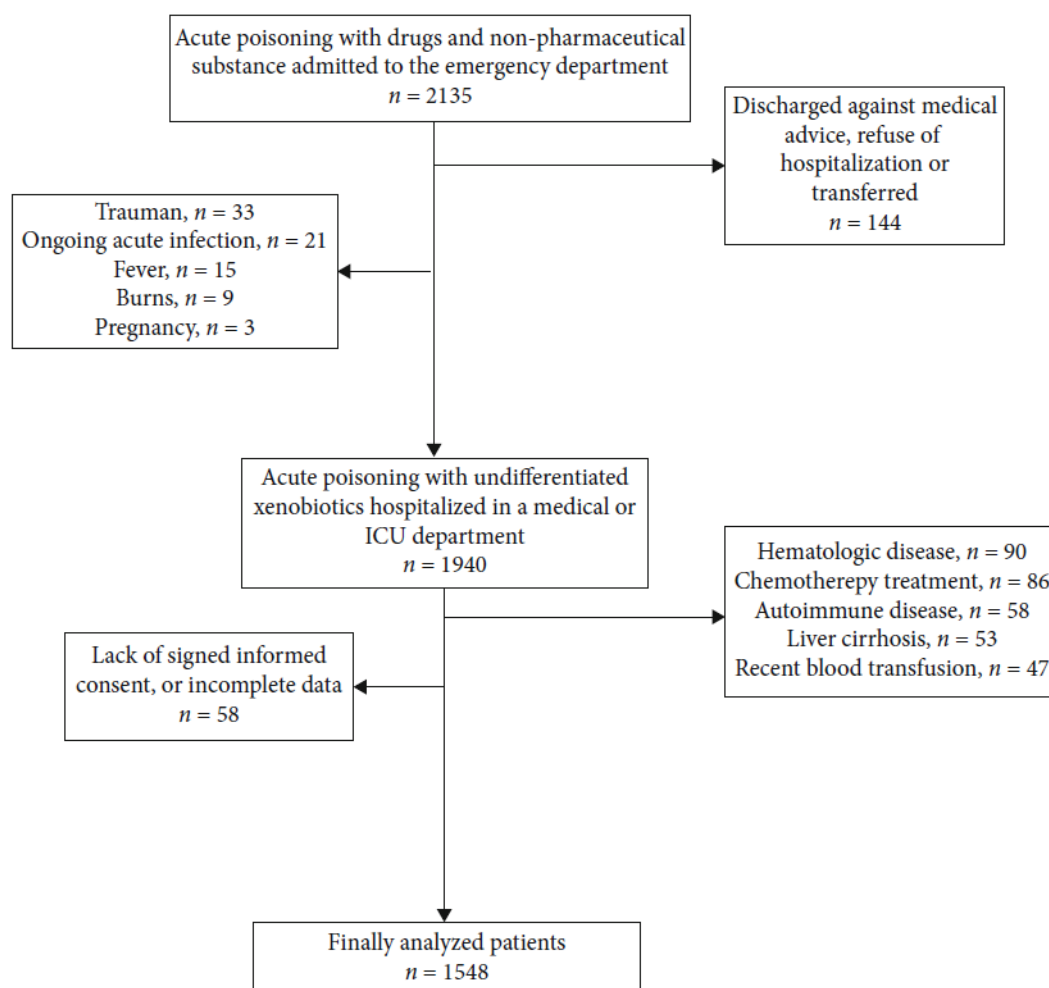 Acute poisoning with drugs and non-pharmaceutical
substance admitted to the emergency department
n = 2135
Discharged against medical
advice, refuse of
hospitalization or
transferred
n = 144
Trauman, n = 33
Ongoing acute infection, n = 21
Fever, n = 15
Burns, n = 9
Pregnancy, n = 3
Acute poisoning with undifferentiated
xenobiotics hospitalized in a medical or
ICU department
n = 1940
Hematologic disease, n = 90
Chemotherepy treatment, n = 86
Autoimmune disease, n = 58
Liver cirrhosis, n = 53
Recent blood transfusion, n = 47
Lack of signed informed
consent, or incomplete data
n = 58
Finally analyzed patients
n = 1548